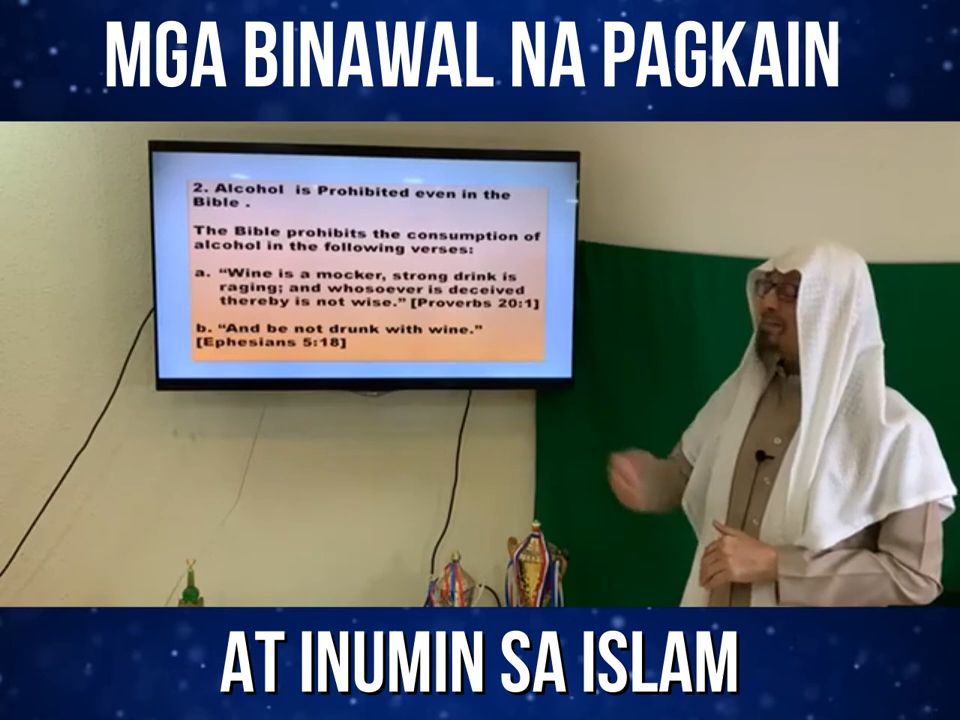 MGA BINAWAL NA PAGKAIN
2. Alcohol is Prohibited even in the
Bible .
The Bible prohibits the consumption of
alcohol in the following verses:
a. “Wine is a mocker, strong drink is
raging; and whosoever is deceived
thereby is not wise.” [Proverbs 20:1]
b. “And be not drunk with wine.”
[Ephesians 5:18]
AT INUMIN SA ISLAM